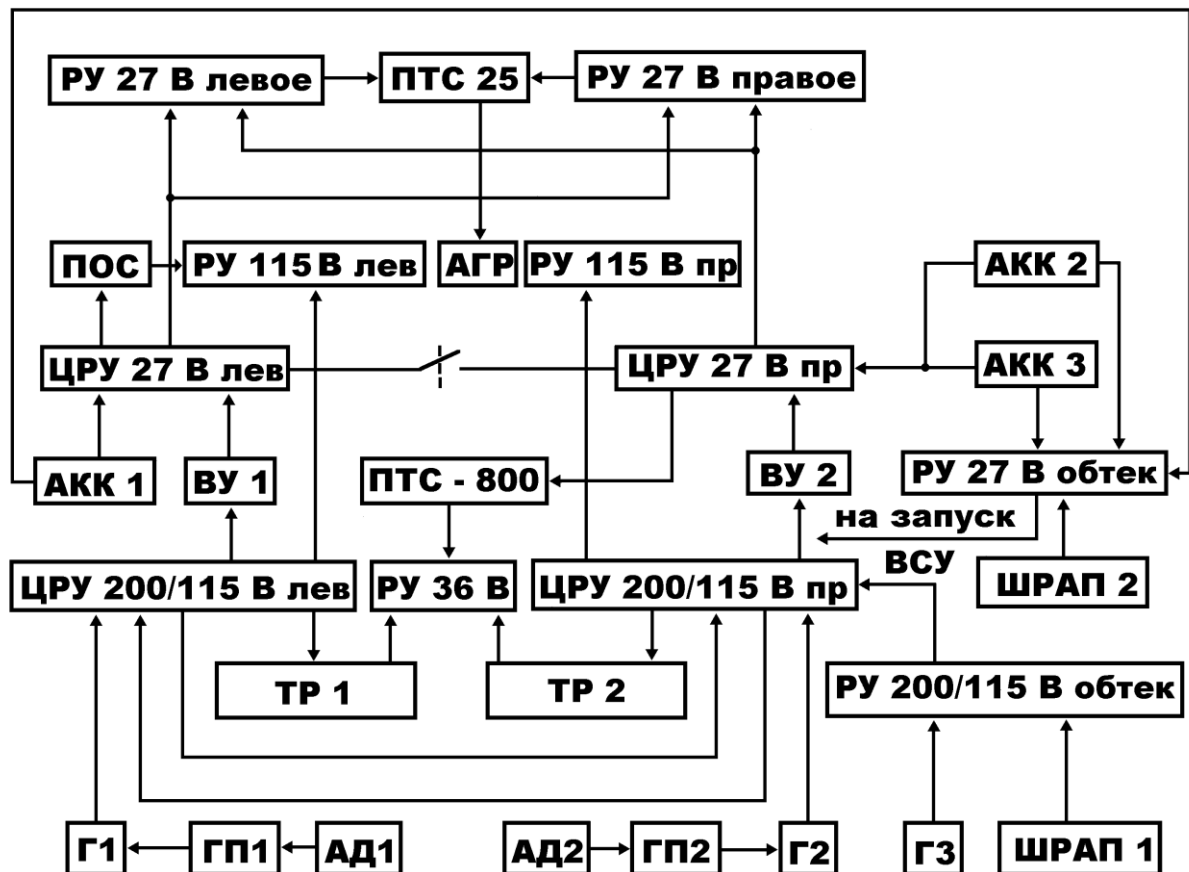 РУ 27 В левое
ПТС 25
РУ 27 В правое
ПОС
РУ 115 В лев
АГР
РУ 115 В пр
АКК 2
ЦРУ 27 В лев
ЦРУ 27 В пр
АКК 3
АКК 1
ВУ 1
ПТС - 800
ВУ 2
РУ 27 В обтек
на запуск
ВСУ
ЦРУ 200/115 В лев
РУ 36 В
ЦРУ 200/115 В пр
ШРАП 2
ТР 1
ТР 2
РУ 200/115 В обтек
Г1
ГП1
АД1
АД2
ГП2
Г2
Г3
ШРАП 1